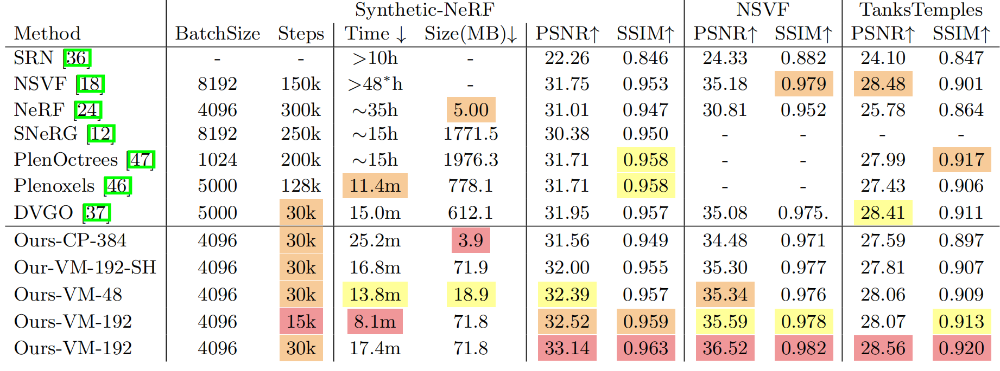 Synthetic-NeRF NSVF TanksTemples
Method BatchSize Steps Time ↓ Size(MB)↓ PSNR↑ SSIM↑ PSNR↑ SSIM↑ PSNR↑ SSIM↑
SRN [36] - - >10h - 22.26 0.846 24.33 0.882 24.10 0.847
NSVF [18] 8192 150k >48*h - 31.75 0.953 35.18 0.979 28.48 0.901
NeRF [24] 4096 300k ~35h 5.00 31.01 0.947 30.81 0.952 25.78 0.864
SNeRG [12] 8192 250k ~15h 1771.5 30.38 0.950 - - - -
PlenOctrees [47] 1024 200k ~15h 1976.3 31.71 0.958 - - 27.99 0.917
Plenoxels [46] 5000 128k 11.4m 778.1 31.71 0.958 - - 27.43 0.906
DVGO [37] 5000 30k 15.0m 612.1 31.95 0.957 35.08 0.975. 28.41 0.911
Ours-CP-384 4096 30k 25.2m 3.9 31.56 0.949 34.48 0.971 27.59 0.897
Our-VM-192-SH 4096 30k 16.8m 71.9 32.00 0.955 35.30 0.977 27.81 0.907
Ours-VM-48 4096 30k 13.8m 18.9 32.39 0.957 35.34 0.976 28.06 0.909
Ours-VM-192 4096 15k 8.1m 71.8 32.52 0.959 35.59 0.978 28.07 0.913
Ours-VM-192 4096 30k 17.4m 71.8 33.14 0.963 36.52 0.982 28.56 0.920